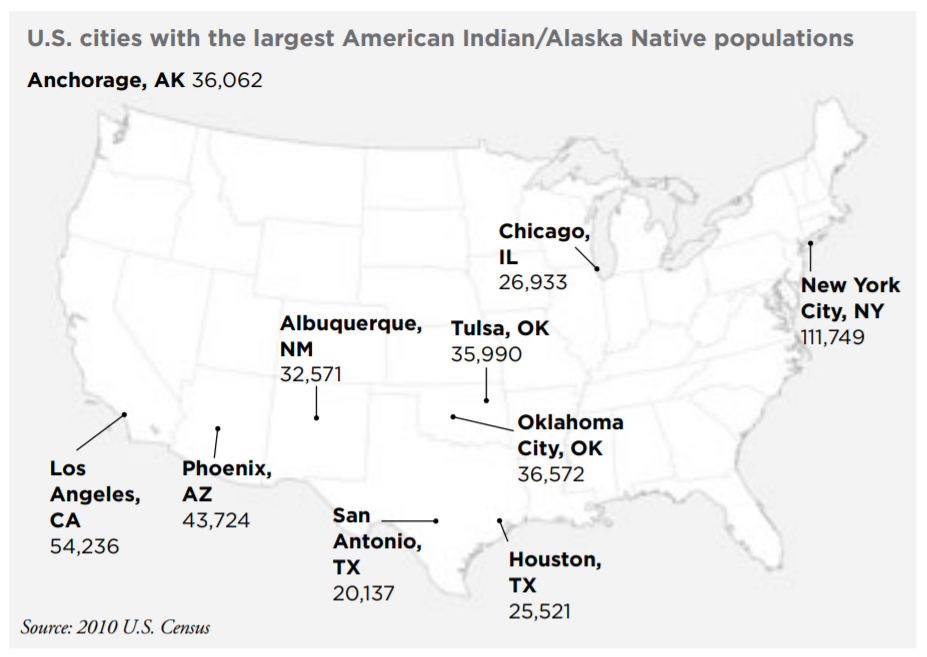 U.S. cities with the largest American Indian/Alaska Native populations
Anchorage, AK 36,062
Chicago,
IL
26,933
New York
City, NY
111,749
Albuquerque,
NM
32,571
Tulsa, OK
35,990
Oklahoma
City, OK
36,572
Los
Angeles,
CA
54,236
Phoenix,
AZ
43,724
San
Antonio,
TX
20,137
Houston,
TX
25,521
Source: 2010 U.S. Census